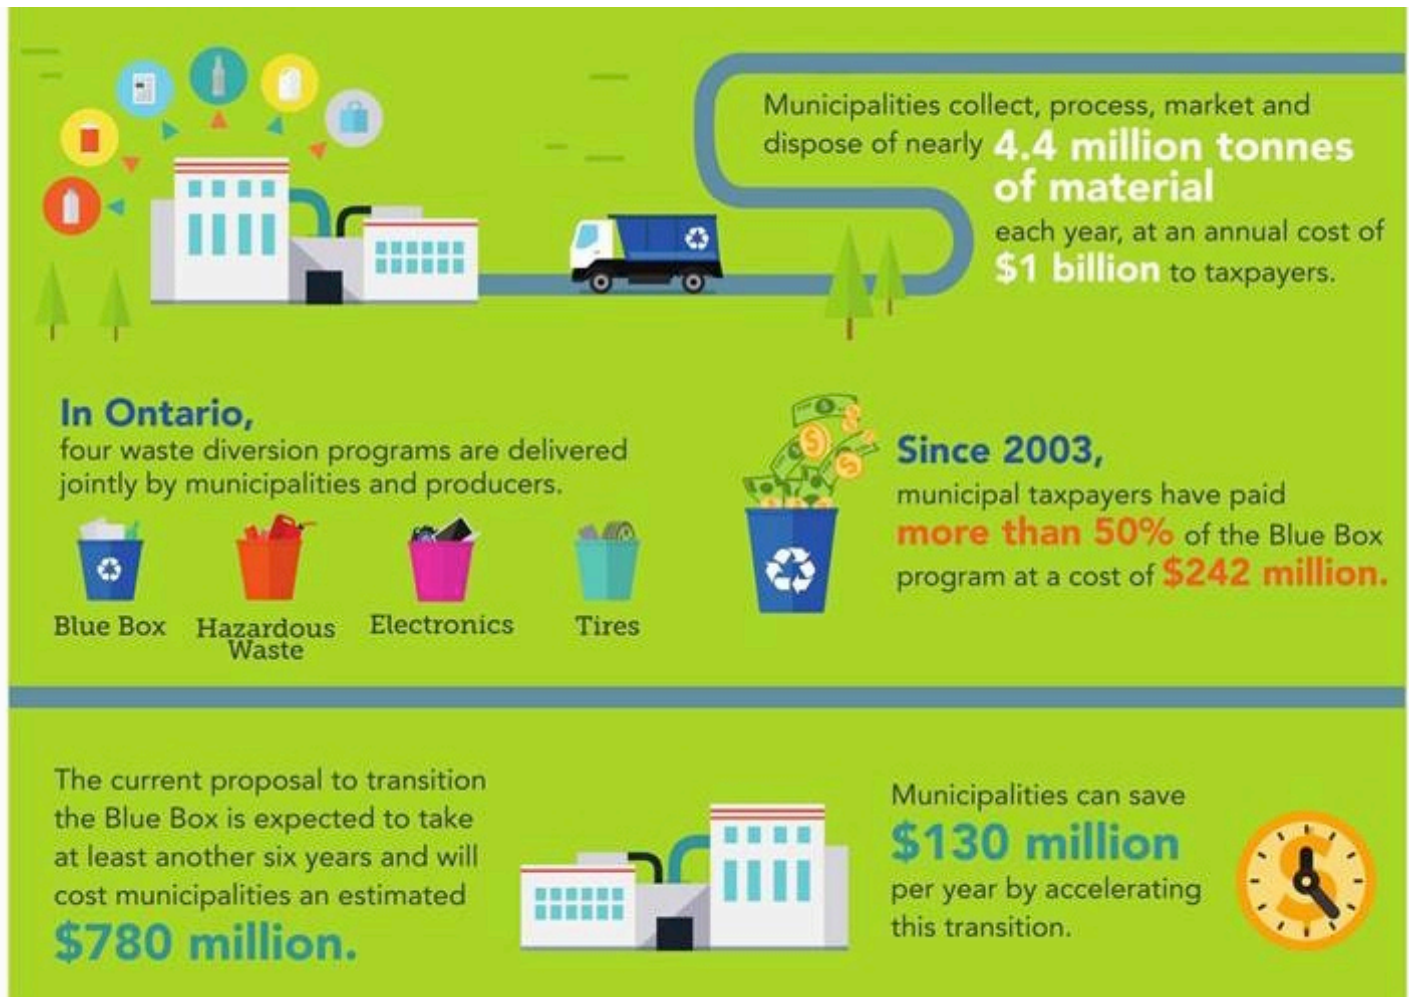 Municipalities collect, process, market and
dispose of nearly 4.4 million tonnes
of material
each year, at an annual cost of
$1 billion to taxpayers.
In Ontario,
four waste diversion programs are delivered
jointly by municipalities and producers.
Blue Box
Hazardous
Waste
Electronics
Tires
Since 2003,
municipal taxpayers have paid
more than 50% of the Blue Box
program at a cost of $242 million.
The current proposal to transition
the Blue Box is expected to take
at least another six years and will
cost municipalities an estimated
$780 million.
Municipalities can save
$130 million
per year by accelerating
this transition.